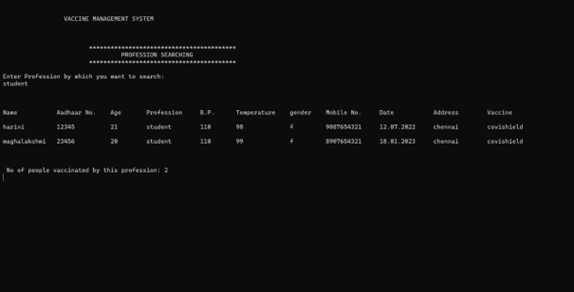 VACCINE MANAGEMENT SYSTEM
*****************************************
PROFESSION SEARCHING
*****************************************
Enter Profession by which you want to search:
student
Name Aadhaar No. Age Profession B.P. Temperature gender Mobile No. Date Address Vaccine
harini 12345 21 student 110 98 f 9087654321 12.07.2022 chennai covishield
maghalakshmi 23456 20 student 110 99 f 8907654321 18.01.2023 chennai covishield
No of people vaccinated by this profession: 2